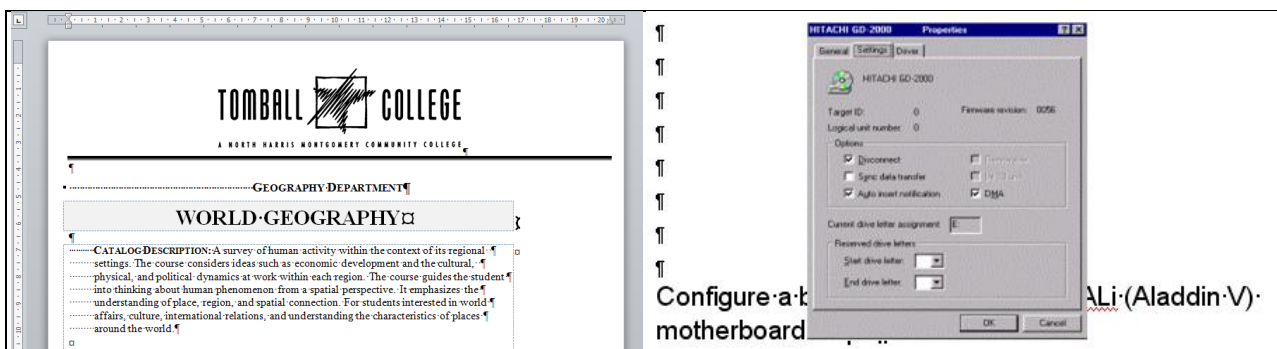 TOMBALL COLLEGE
A NORTH HARRIS MONTGOMERY COMMUNITY COLLEGE
GEOGRAPHY DEPARTMENT
WORLD GEOGRAPHY
CATALOG DESCRIPTION: A survey of human activity within the context of its regional
settings. The course considers ideas such as economic development and the cultural,
physical, and political dynamics at work within each region. The course guides the student
into thinking about human phenomenon from a spatial perspective. It emphasizes the
understanding of place, region, and spatial connection. For students interested in world
affairs, culture, international relations, and understanding the characteristics of places
around the world.
HITACHI GD-2000 Properties
General Settings Driver
HITACHI GD-2000
Target ID: 0 Firmware revision: 0056
Logical unit number: 0
Options
Disconnect
Sync data transfer
Auto insert notification DMA
Current drive letter assignment: E:
Reserved drive letters
Start drive letter:
End drive letter:
OK Cancel
Configure a ALi (Aladdin V)
motherboard